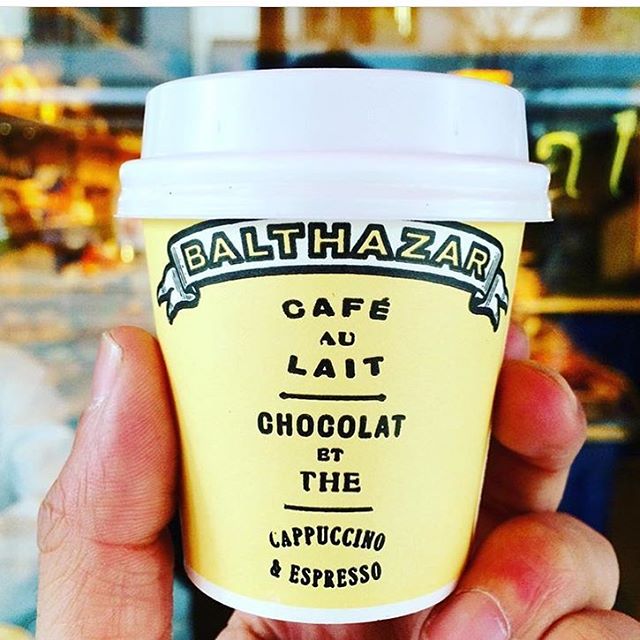 BALTHAZAR
CAFÉ
AU
LAIT
CHOCOLAT
ET
THE
CAPPUCCINO
& ESPRESSO